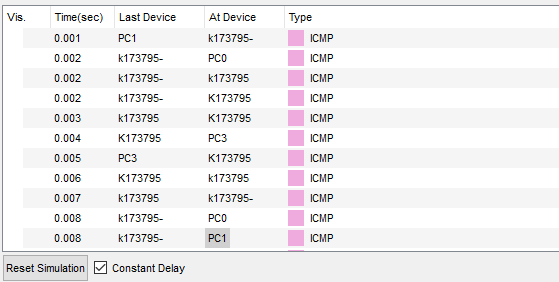 Vis. Time(sec) Last Device At Device Type
0.001 PC1 k173795- ICMP
0.002 k173795- PC0 ICMP
0.002 k173795- k173795 ICMP
0.002 k173795- K173795 ICMP
0.003 k173795 K173795 ICMP
0.004 K173795 PC3 ICMP
0.005 PC3 K173795 ICMP
0.006 K173795 k173795 ICMP
0.007 k173795 k173795- ICMP
0.008 k173795- PC0 ICMP
0.008 k173795- PC1 ICMP
Reset Simulation Constant Delay